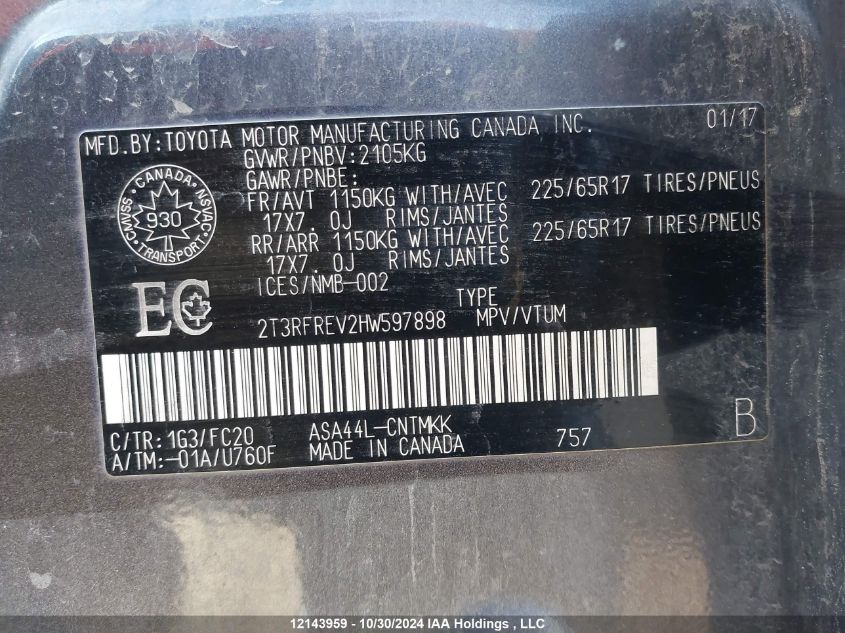 MFD.BY:TOYOTA MOTOR MANUFACTURING CANADA INC. 01/17
GVWR/PNBV:2105KG
GAWR/PNBE:
FR/AVT 1150KG WITH/AVEC 225/65R17 TIRES/PNEUS
17X7.0J RIMS/JANTES
RR/ARR 1150KG WITH/AVEC 225/65R17 TIRES/PNEUS
17X7.0J RIMS/JANTES
ICES/NMB-002
CANADA
CMVSS
NSVAC
930
TRANSPORT
EC
TYPE
2T3RFREV2HW597898 MPV/VTUM
C/TR:1G3/FC20 ASA44L-CNTMKK
A/TM:-01A/U760F MADE IN CANADA 757 B
12143959 - 10/30/2024 IAA Holdings , LLC